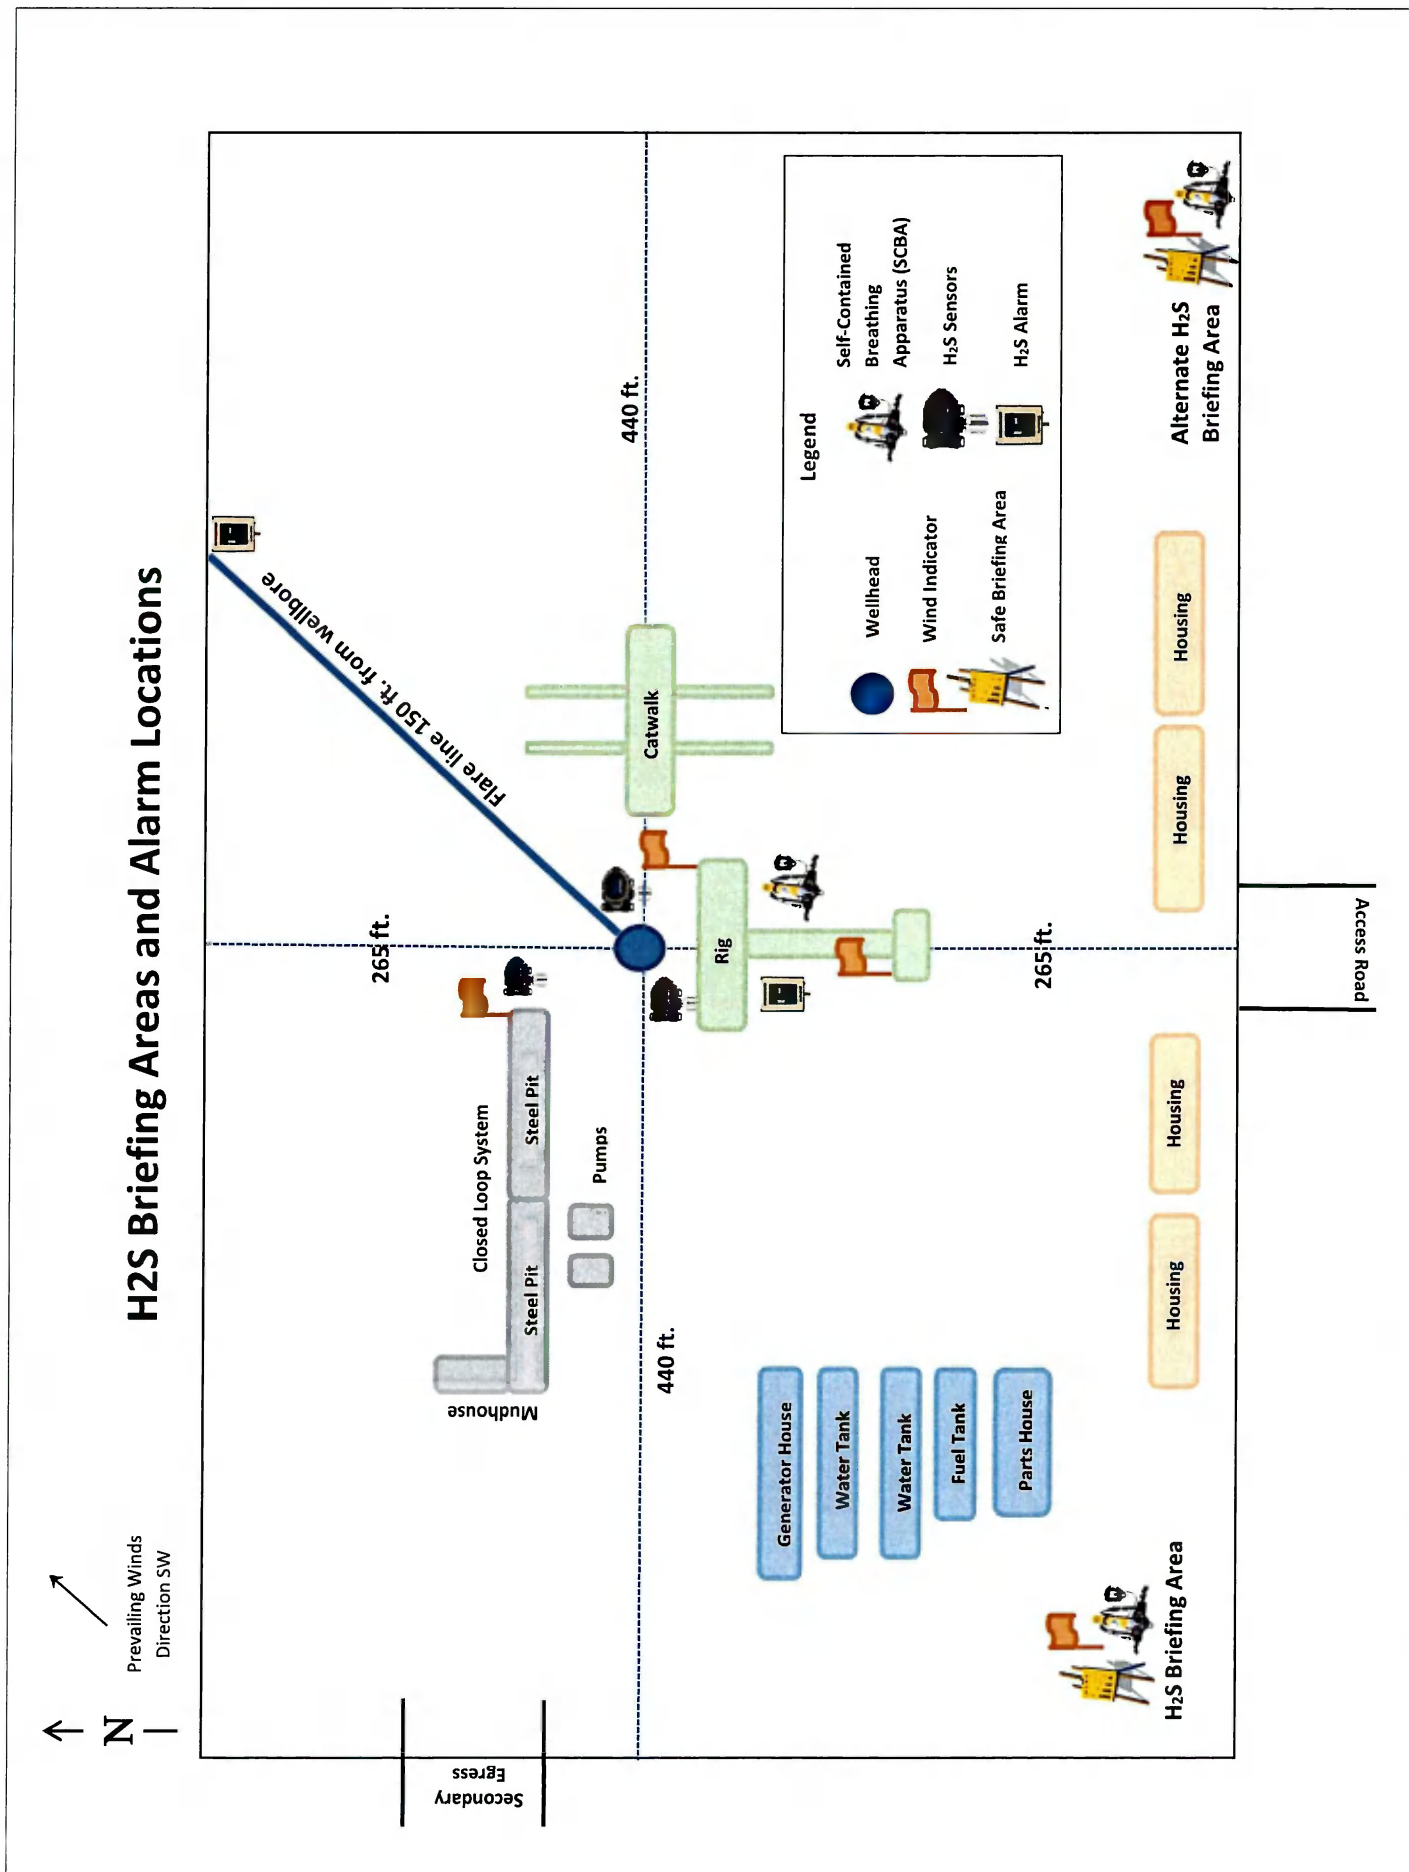 H2S Briefing Areas and Alarm Locations
N
Prevailing Winds
Direction SW
Secondary
Egress
265 ft.
Flare line 150 ft. from wellbore
Closed Loop System
Mudhouse
Steel Pit
Steel Pit
Pumps
440 ft.
440 ft.
Catwalk
Rig
Generator House
Water Tank
Water Tank
Fuel Tank
Parts House
265 ft.
Legend
Wellhead
Wind Indicator
Safe Briefing Area
Self-Contained
Breathing
Apparatus (SCBA)
H₂S Sensors
H₂S Alarm
H₂S Briefing Area
Housing
Housing
Housing
Housing
Alternate H₂S
Briefing Area
Access Road